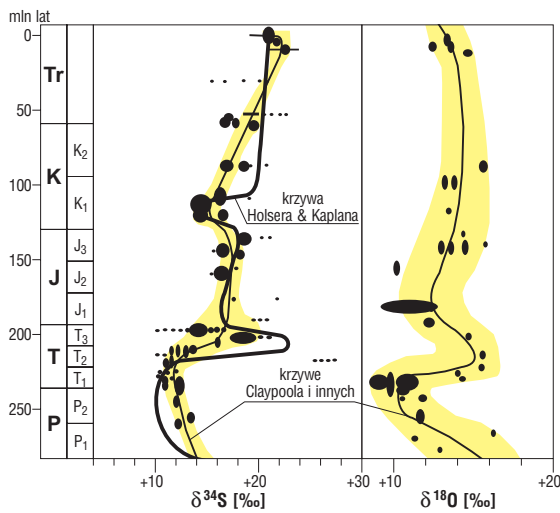 mln lat
0
50
100
150
200
250
Tr
K
J
T
P
K2
K1
J3
J2
J1
T3
T2
T1
P2
P1
krzywa
Holsera & Kaplana
krzywe
Claypoola i innych
+10
+20
+30
+10
+20
δ34S [‰]
δ18O [‰]